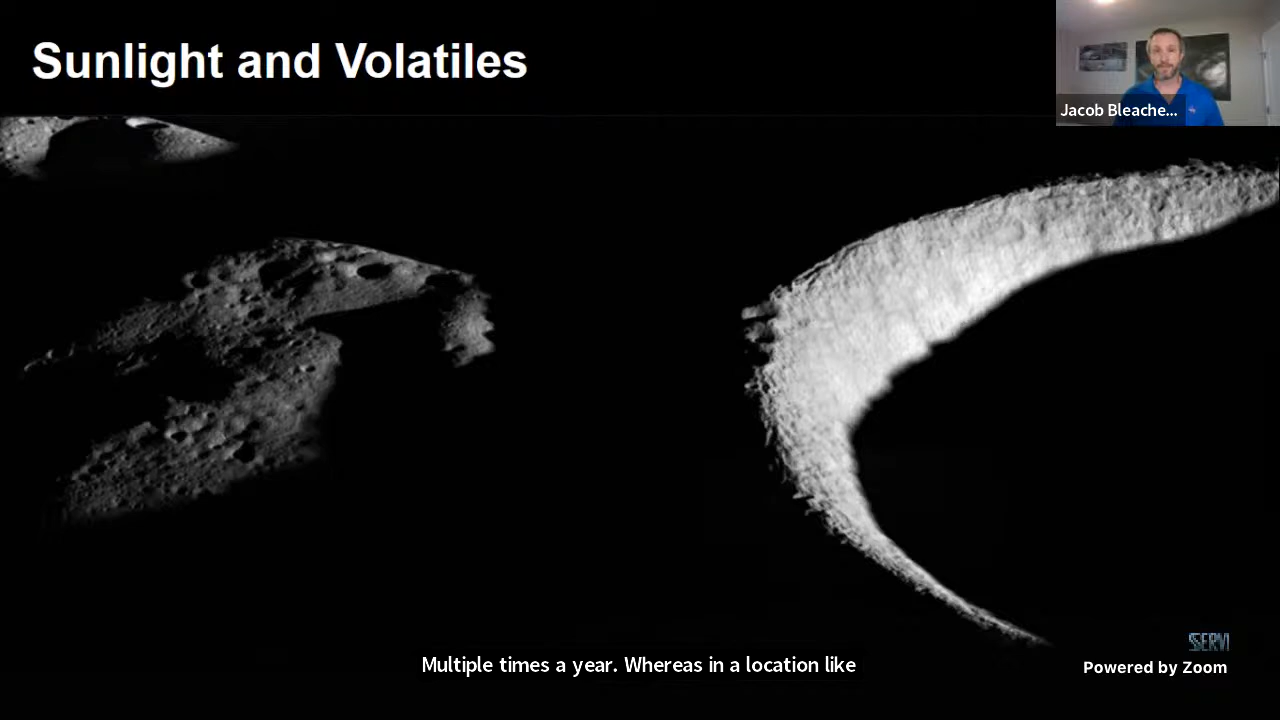 Sunlight and Volatiles
Jacob Bleache...
Multiple times a year. Whereas in a location like
SERVI
Powered by Zoom